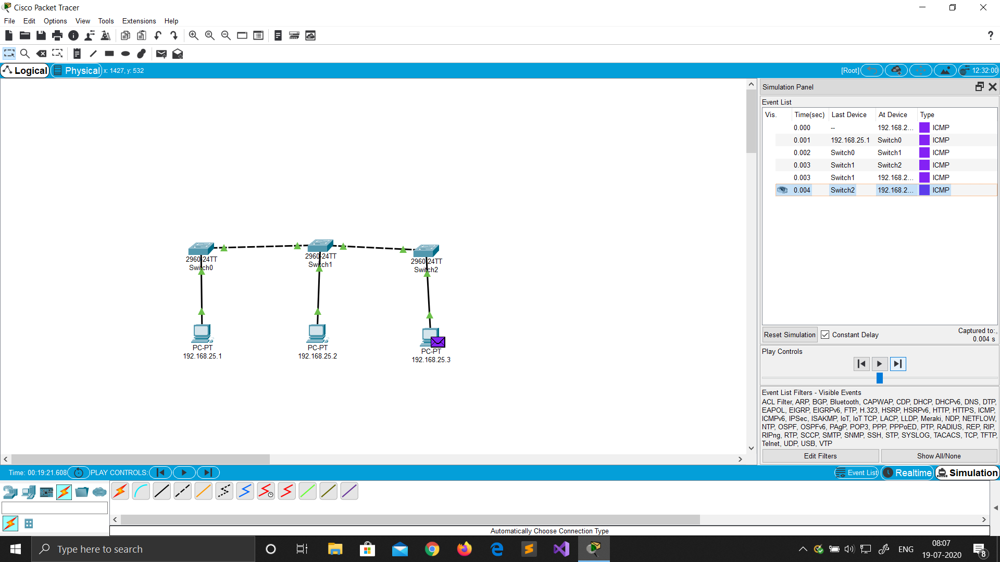 Cisco Packet Tracer
File Edit Options View Tools Extensions Help
Logical Physical x: 1427, y: 532 [Root] 12:32:00
Simulation Panel
Event List
Vis. Time(sec) Last Device At Device Type
0.000 -- 192.168.2... ICMP
0.001 192.168.25.1 Switch0 ICMP
0.002 Switch0 Switch1 ICMP
0.003 Switch1 Switch2 ICMP
0.003 Switch1 192.168.2... ICMP
0.004 Switch2 192.168.2... ICMP
2960-24TT
Switch0
2960-24TT
Switch1
2960-24TT
Switch2
PC-PT
192.168.25.1
PC-PT
192.168.25.2
PC-PT
192.168.25.3
Reset Simulation Constant Delay Captured to:
0.004 s
Play Controls
Event List Filters - Visible Events
ACL Filter, ARP, BGP, Bluetooth, CAPWAP, CDP, DHCP, DHCPv6, DNS, DTP,
EAPOL, EIGRP, EIGRPv6, FTP, H.323, HSRP, HSRPv6, HTTP, HTTPS, ICMP,
ICMPv6, IPSec, ISAKMP, IoT, IoT TCP, LACP, LLDP, Meraki, NDP, NETFLOW,
NTP, OSPF, OSPFv6, PAgP, POP3, PPP, PPPoED, PTP, RADIUS, REP, RIP,
RIPng, RTP, SCCP, SMTP, SNMP, SSH, STP, SYSLOG, TACACS, TCP, TFTP,
Telnet, UDP, USB, VTP
Edit Filters Show All/None
Time: 00:19:21.608 PLAY CONTROLS: Event List Realtime Simulation
Automatically Choose Connection Type
Type here to search
ENG
08:07
19-07-2020
8